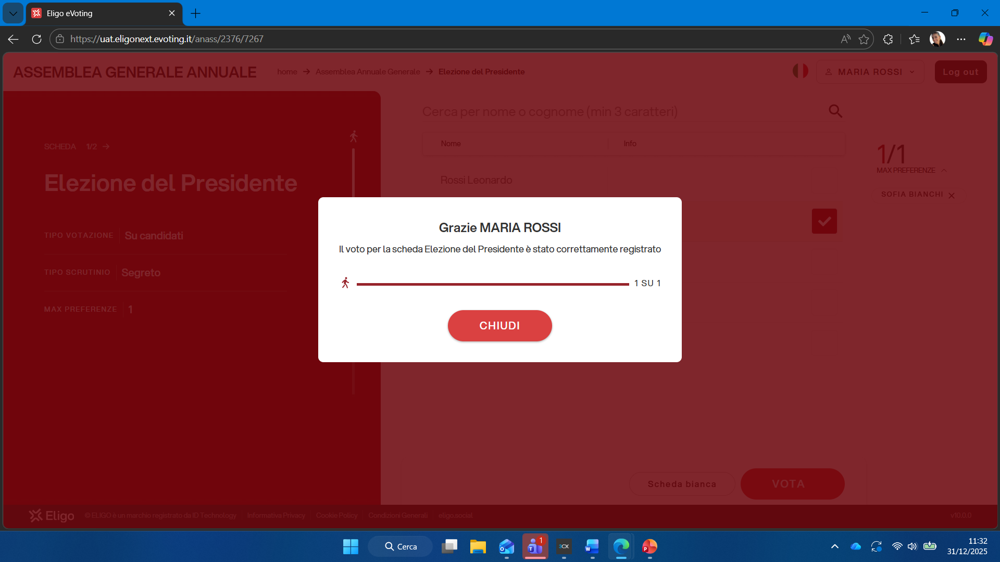 Eligo eVoting
https://uat.eligonext.evoting.it/anass/2376/7267
ASSEMBLEA GENERALE ANNUALE
home → Assemblea Annuale Generale → Elezione del Presidente
MARIA ROSSI
Log out
SCHEDA 1/2 →
Elezione del Presidente
TIPO VOTAZIONE Su candidati
TIPO SCRUTINIO Segreto
MAX PREFERENZE 1
Cerca per nome o cognome (min 3 caratteri)
Nome Info
Rossi Leonardo
1/1
MAX PREFERENZE
SOFIA BIANCHI
Grazie MARIA ROSSI
Il voto per la scheda Elezione del Presidente è stato correttamente registrato
1 SU 1
CHIUDI
Scheda bianca
VOTA
Eligo © ELIGO è un marchio registrato da ID Technology Informativa Privacy Cookie Policy Condizioni Generali eligo.social v10.0.0
Cerca
1
3CX
11:32
31/12/2025